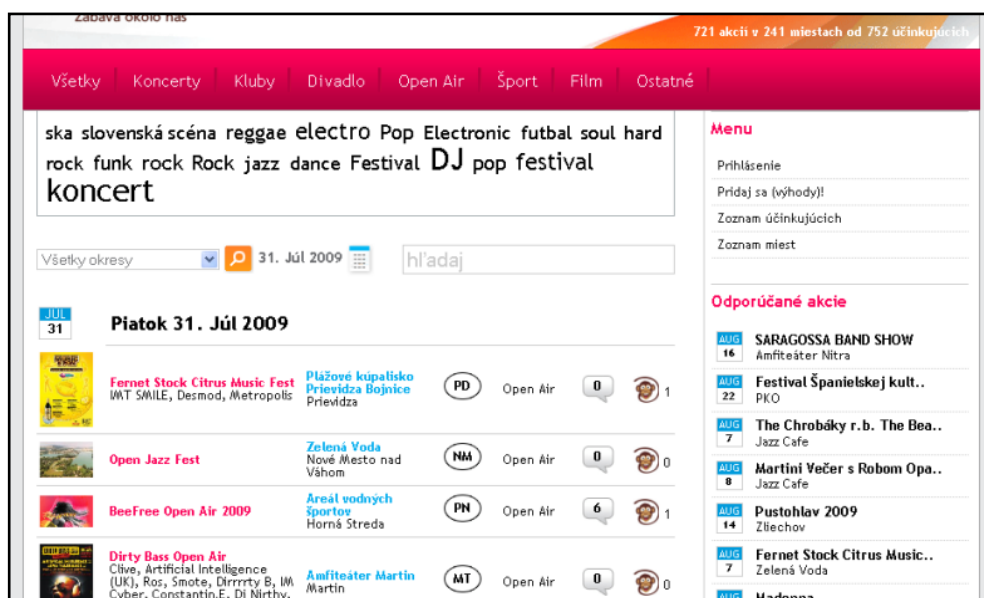 Zábava okolo nás
721 akcií v 241 miestach od 752 účinkujúcich
Všetky Koncerty Kluby Divadlo Open Air Šport Film Ostatné
ska slovenská scéna reggae electro Pop Electronic futbal soul hard
rock funk rock Rock jazz dance Festival DJ pop festival
koncert
Všetky okresy 31. Júl 2009 hľadaj
JUL
31
Piatok 31. Júl 2009
Fernet Stock Citrus Music Fest
IMT SMILE, Desmod, Metropolis
Plážové kúpalisko
Prievidza Bojnice
Prievidza
PD Open Air 0 1
Open Jazz Fest
Zelená Voda
Nové Mesto nad
Váhom
NM Open Air 0 0
BeeFree Open Air 2009
Areál vodných
športov
Horná Streda
PN Open Air 6 1
Dirty Bass Open Air
Clive, Artificial Intelligence
(UK), Ros, Smote, Dirrrty B, IM
Cyber, Constantin.E, Dj Nirthy,
Amfiteáter Martin
Martin
MT Open Air 0 0
Menu
Prihlásenie
Pridaj sa (výhody)!
Zoznam účinkujúcich
Zoznam miest
Odporúčané akcie
AUG
16
SARAGOSSA BAND SHOW
Amfiteáter Nitra
AUG
22
Festival Španielskej kult..
PKO
AUG
7
The Chrobáky r.b. The Bea..
Jazz Cafe
AUG
8
Martini Večer s Robom Opa..
Jazz Cafe
AUG
14
Pustohlav 2009
Zliechov
AUG
7
Fernet Stock Citrus Music..
Zelená Voda
AUG
Madonna